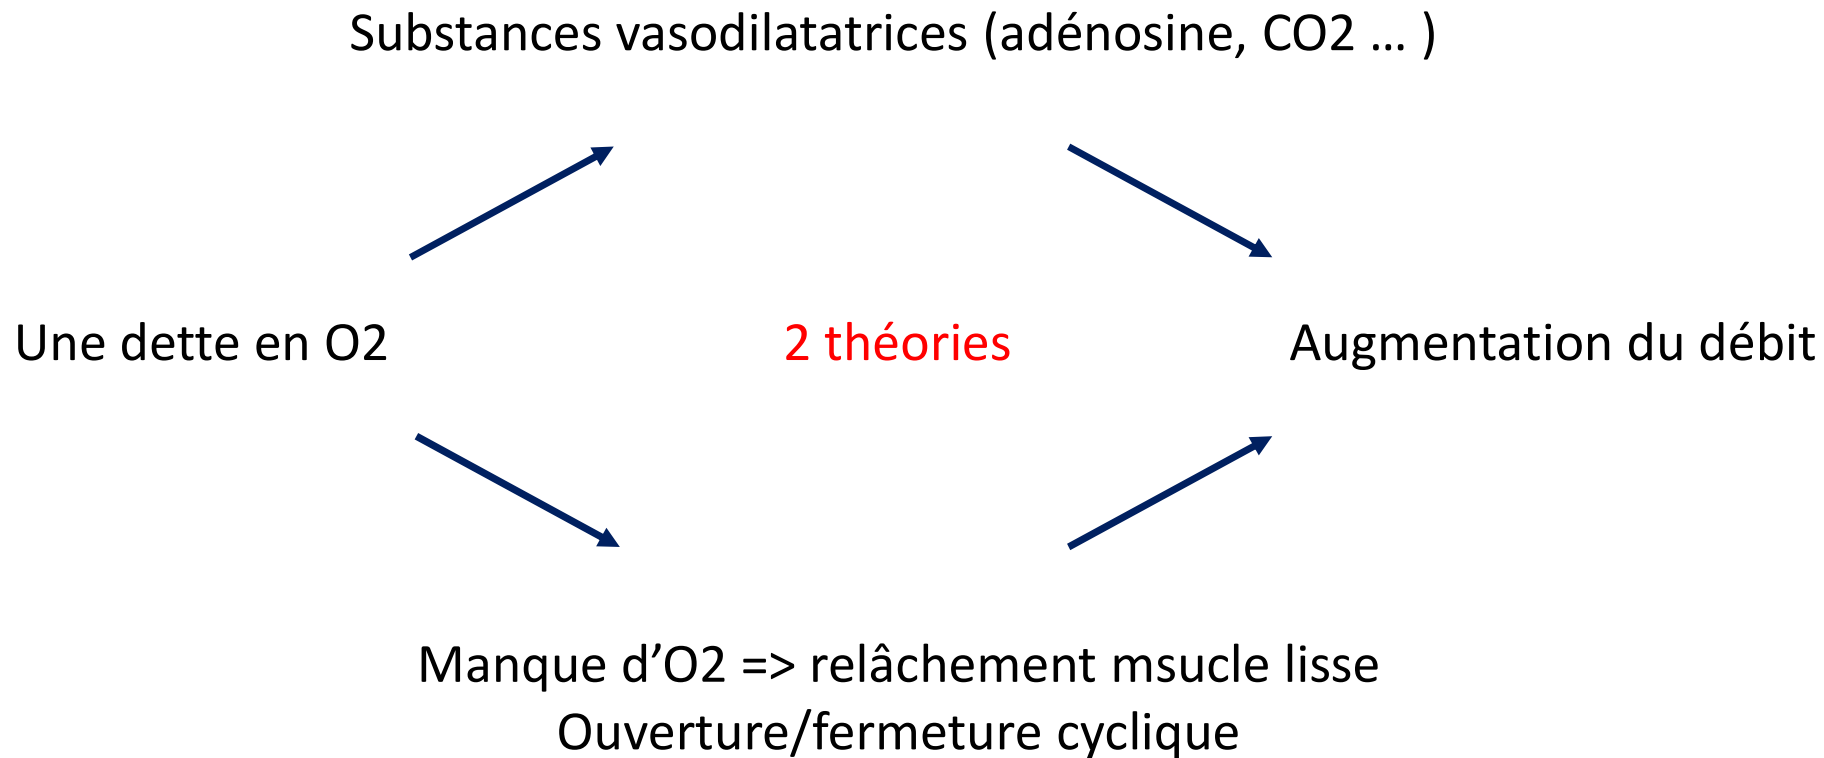 Substances vasodilatatrices (adénosine, CO2 … )
Une dette en O2
2 théories
Augmentation du débit
Manque d’O2 => relâchement msucle lisse
Ouverture/fermeture cyclique